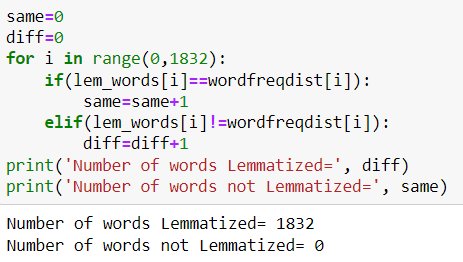 same=0
diff=0
for i in range(0,1832):
    if(lem_words[i]==wordfreqdist[i]):
        same=same+1
    elif(lem_words[i]!=wordfreqdist[i]):
        diff=diff+1
print('Number of words Lemmatized=', diff)
print('Number of words not Lemmatized=', same)
Number of words Lemmatized= 1832
Number of words not Lemmatized= 0